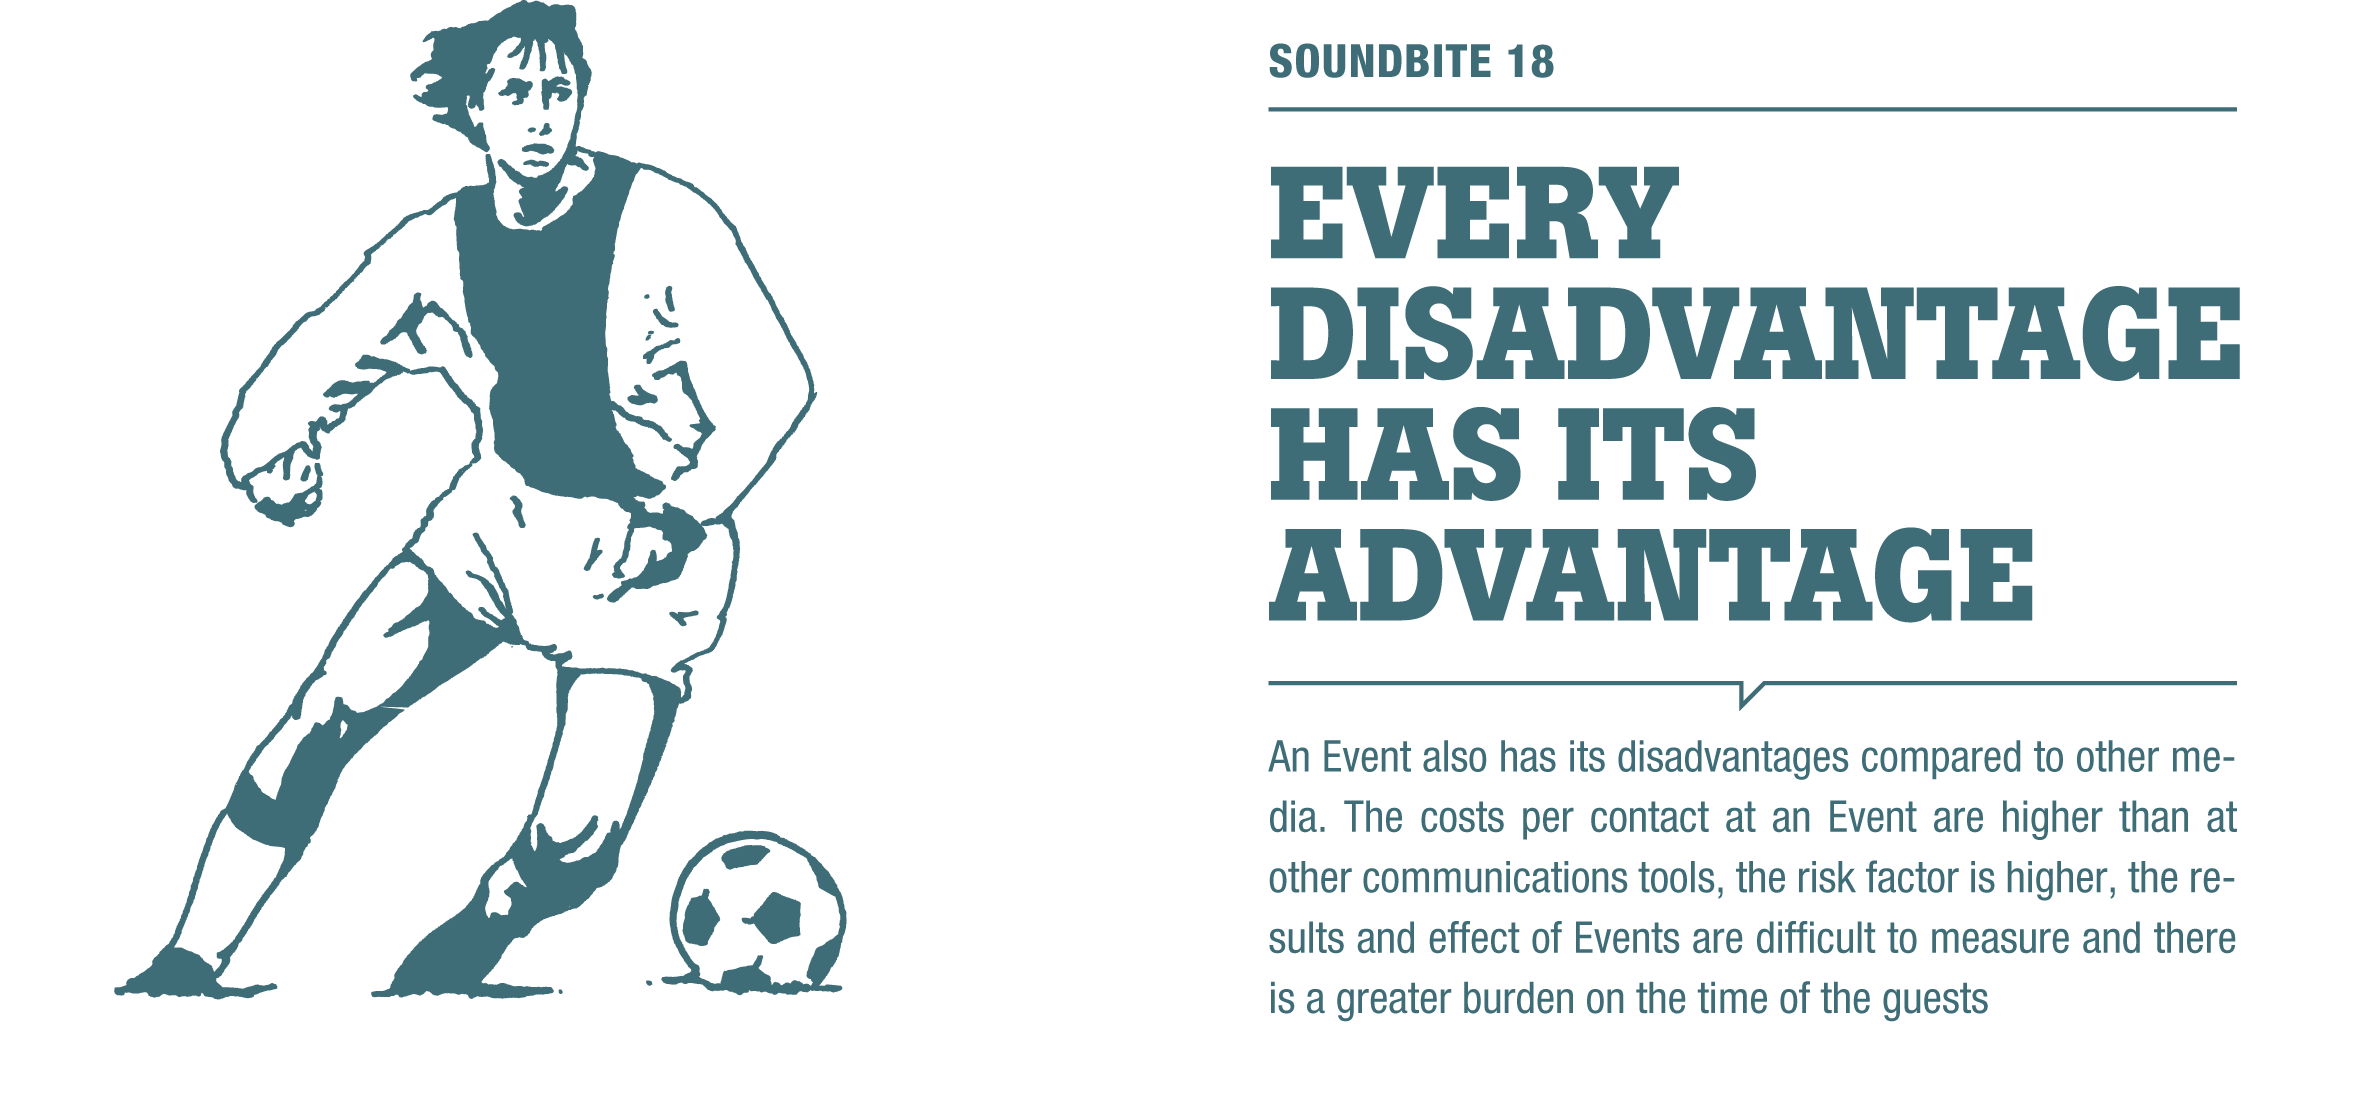 SOUNDBITE 18
EVERY
DISADVANTAGE
HAS ITS
ADVANTAGE
An Event also has its disadvantages compared to other me-
dia. The costs per contact at an Event are higher than at
other communications tools, the risk factor is higher, the re-
sults and effect of Events are difficult to measure and there
is a greater burden on the time of the guests